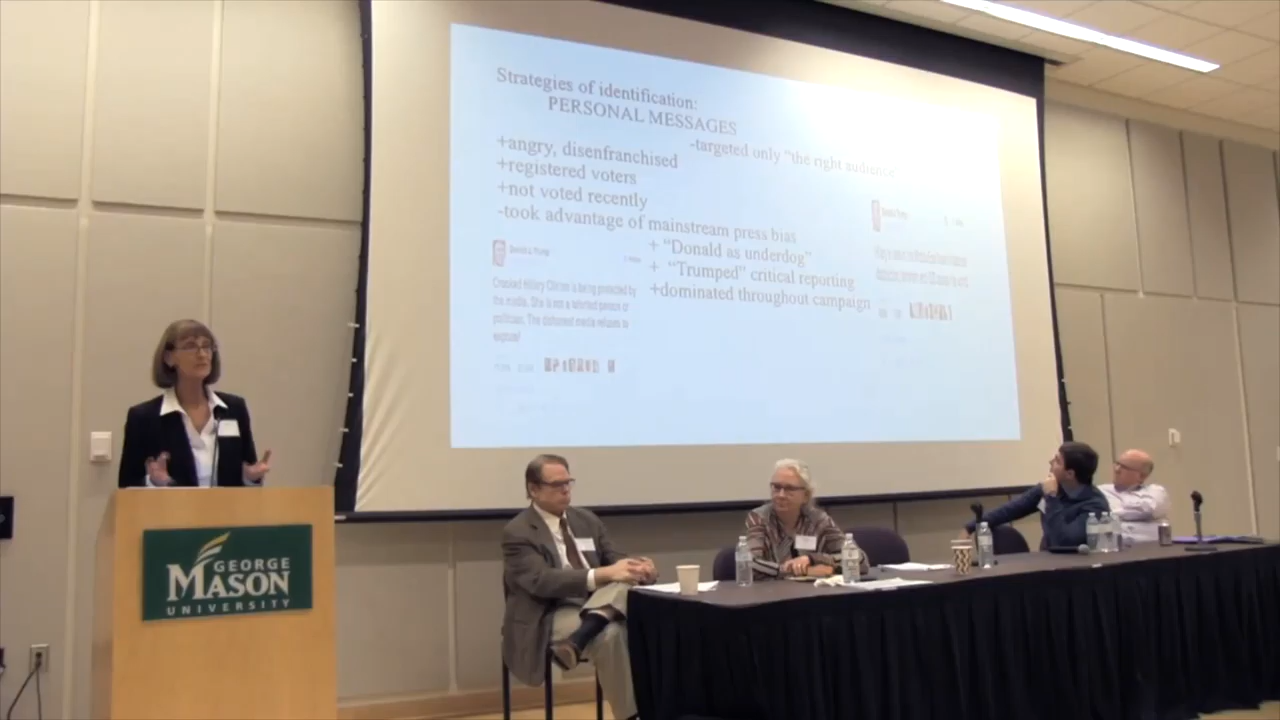 Strategies of identification:
PERSONAL MESSAGES
-targeted only "the right audience
+angry, disenfranchised
+registered voters
+not voted recently
-took advantage of mainstream press bias
+ "Donald as underdog"
+ "Trumped" critical reporting
+dominated throughout campaign
Donald J. Trump
Crooked Hillary Clinton is being protected by
the media. She is not a talented person or
politician. The dishonest media refuses to
expose!
GEORGE
MASON
UNIVERSITY